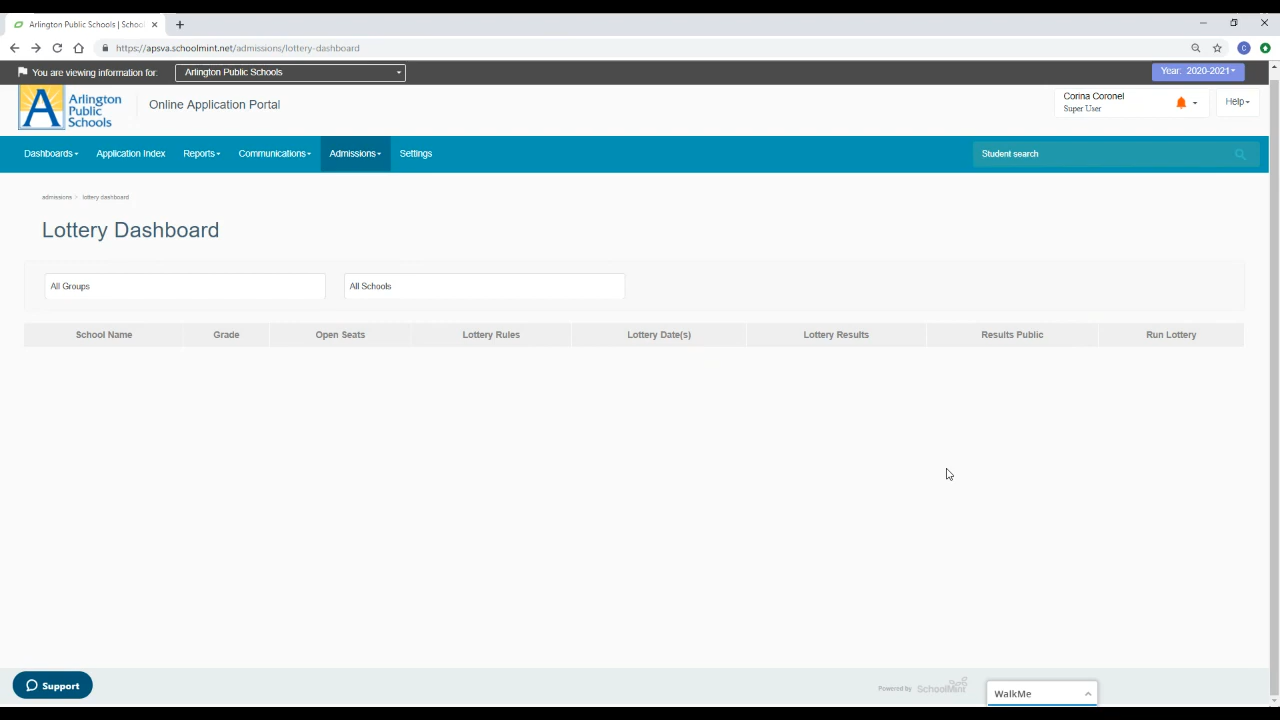 Arlington Public Schools | School
https://apsva.schoolmint.net/admissions/lottery-dashboard
C
You are viewing information for:
Arlington Public Schools
Year: 2020-2021
A
Arlington
Public
Schools
Online Application Portal
Corina Coronel
Super User
Help
Dashboards
Application Index
Reports
Communications
Admissions
Settings
Student search
admissions > lottery dashboard
Lottery Dashboard
All Groups
All Schools
School Name
Grade
Open Seats
Lottery Rules
Lottery Date(s)
Lottery Results
Results Public
Run Lottery
Support
Powered by SchoolMint
WalkMe